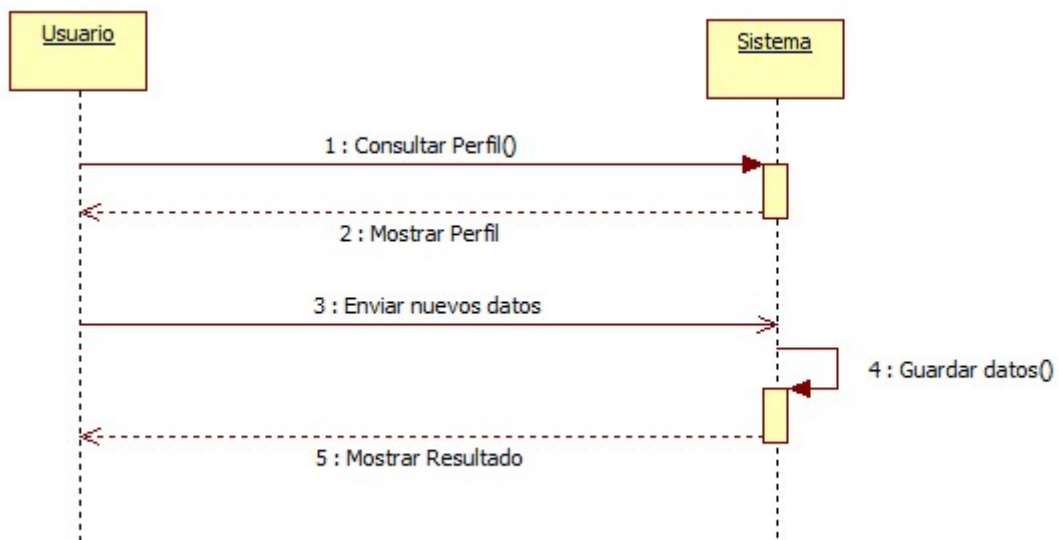 Usuario
Sistema
1 : Consultar Perfil()
2 : Mostrar Perfil
3 : Enviar nuevos datos
4 : Guardar datos()
5 : Mostrar Resultado